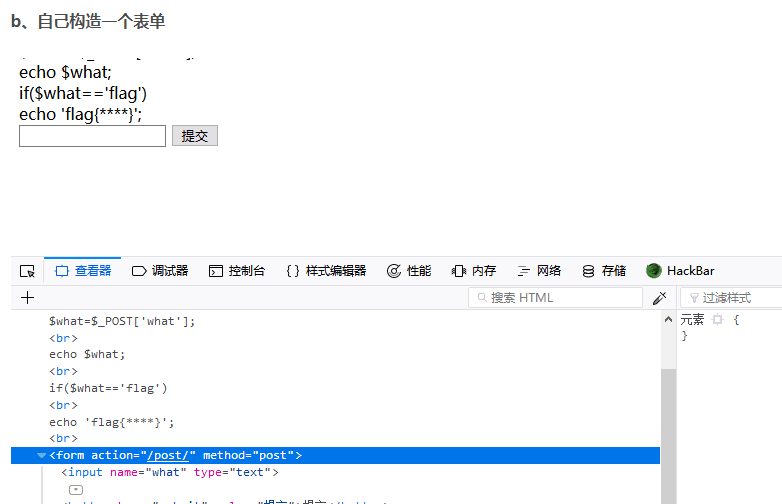 b、自己构造一个表单
echo $what;
if($what=='flag')
echo 'flag{****}';
提交
查看器 调试器 控制台 {} 样式编辑器 性能 内存 网络 存储 HackBar
+ 搜索 HTML 过滤样式
$what=$_POST['what']; 元素 {
<br> }
echo $what;
<br>
if($what=='flag')
<br>
echo 'flag{****}';
<br>
<form action="/post/" method="post">
<input name="what" type="text">